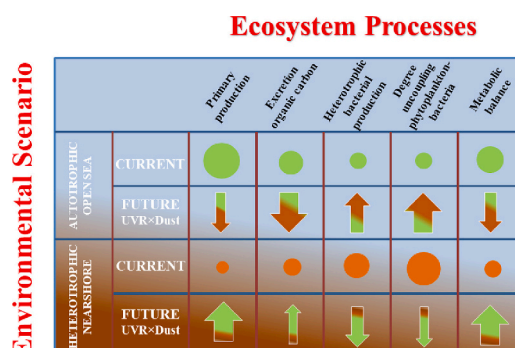 Ecosystem Processes
Primary
production
Excretion
organic carbon
Heterotrophic
bacterial
production
Degree
uncoupling
phytoplankton-
bacteria
Metabolic
balance
Environmental Scenario
AUTOTROPHIC
OPEN SEA
CURRENT
FUTURE
UVR×Dust
HETEROTROPHIC
NEARSHORE
CURRENT
FUTURE
UVR×Dust